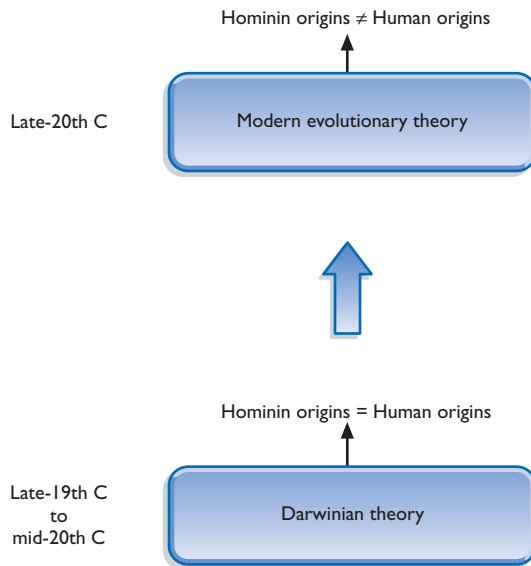 Hominin origins ≠ Human origins
Late-20th C
Modern evolutionary theory
Hominin origins = Human origins
Late-19th C
to
mid-20th C
Darwinian theory